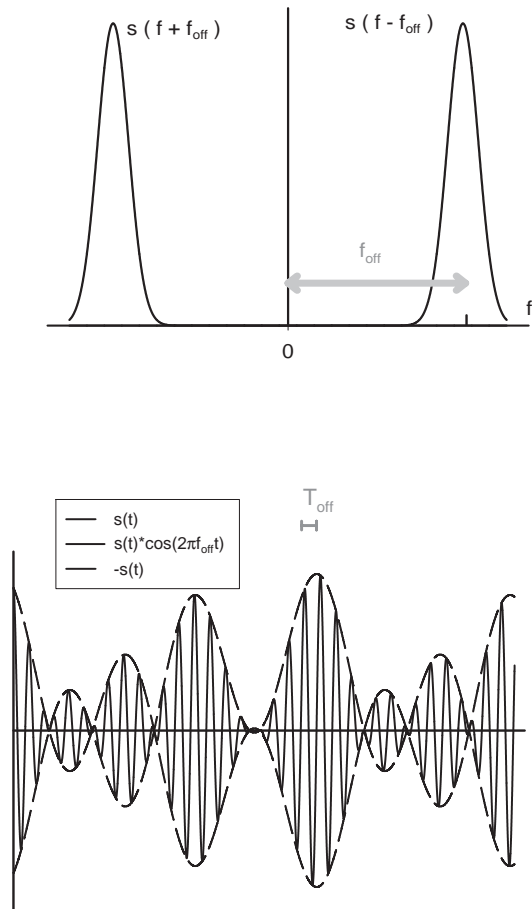 s ( f + f_off )
s ( f - f_off )
f_off
f
0
T_off
s(t)
s(t)*cos(2πf_off t)
-s(t)